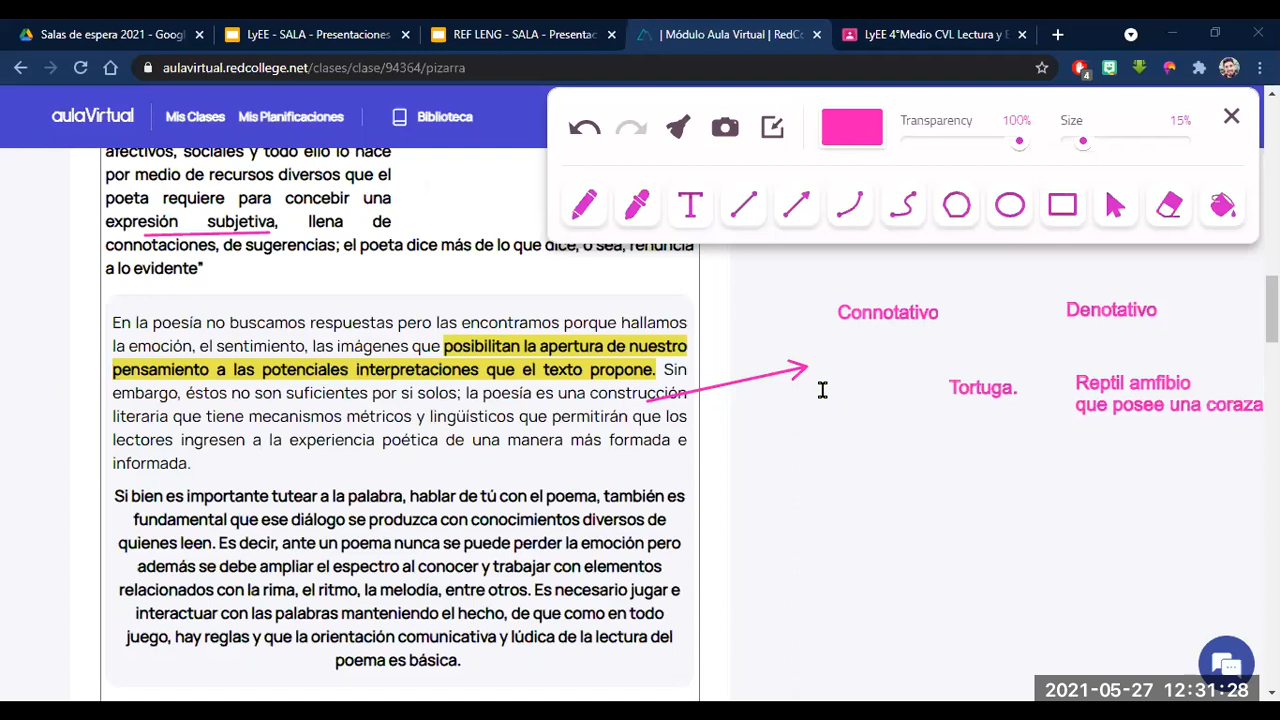 Salas de espera 2021 - Googl
LyEE - SALA - Presentaciones
REF LENG - SALA - Presentac
| Módulo Aula Virtual | RedCo
LyEE 4°Medio CVL Lectura y E
aulavirtual.redcollege.net/clases/clase/94364/pizarra
4
aulaVirtual
Mis Clases
Mis Planificaciones
Biblioteca
Transparency 100%
Size 15%
T
afectivos, sociales y todo ello lo hace
por medio de recursos diversos que el
poeta requiere para concebir una
expresión subjetiva, llena de
connotaciones, de sugerencias; el poeta dice más de lo que dice, o sea, renuncia
a lo evidente"
En la poesía no buscamos respuestas pero las encontramos porque hallamos
la emoción, el sentimiento, las imágenes que posibilitan la apertura de nuestro
pensamiento a las potenciales interpretaciones que el texto propone. Sin
embargo, éstos no son suficientes por si solos; la poesía es una construcción
literaria que tiene mecanismos métricos y lingüísticos que permitirán que los
lectores ingresen a la experiencia poética de una manera más formada e
informada.
Si bien es importante tutear a la palabra, hablar de tú con el poema, también es
fundamental que ese diálogo se produzca con conocimientos diversos de
quienes leen. Es decir, ante un poema nunca se puede perder la emoción pero
además se debe ampliar el espectro al conocer y trabajar con elementos
relacionados con la rima, el ritmo, la melodía, entre otros. Es necesario jugar e
interactuar con las palabras manteniendo el hecho, de que como en todo
juego, hay reglas y que la orientación comunicativa y lúdica de la lectura del
poema es básica.
Connotativo
Denotativo
Tortuga.
Reptil amfibio
que posee una coraza
2021-05-27 12:31:28